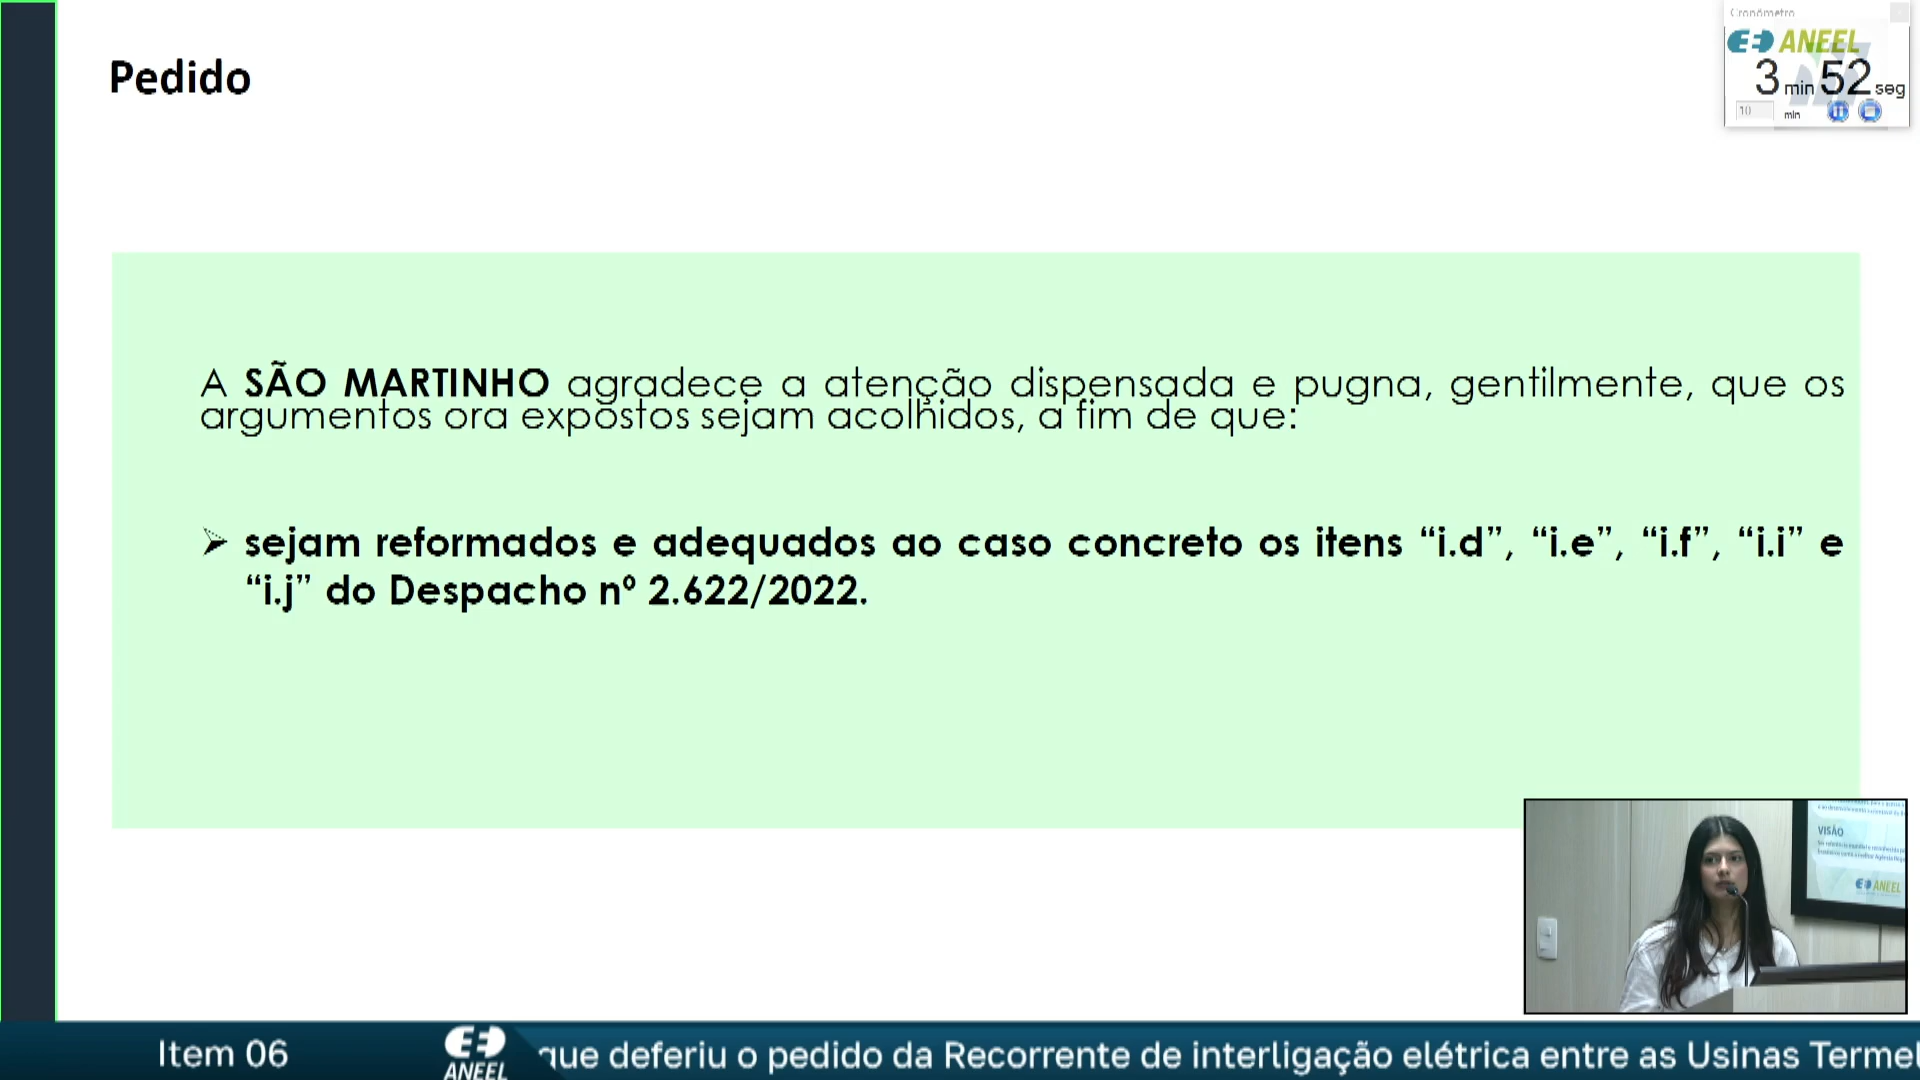 Cronômetro
ANEEL
3 min 52 seg
10 min
Pedido
A SÃO MARTINHO agradece a atenção dispensada e pugna, gentilmente, que os
argumentos ora expostos sejam acolhidos, a fim de que:
➢ sejam reformados e adequados ao caso concreto os itens “i.d”, “i.e”, “i.f”, “i.i” e
“i.j” do Despacho nº 2.622/2022.
VISÃO
ANEEL
Item 06
ANEEL
que deferiu o pedido da Recorrente de interligação elétrica entre as Usinas Termel